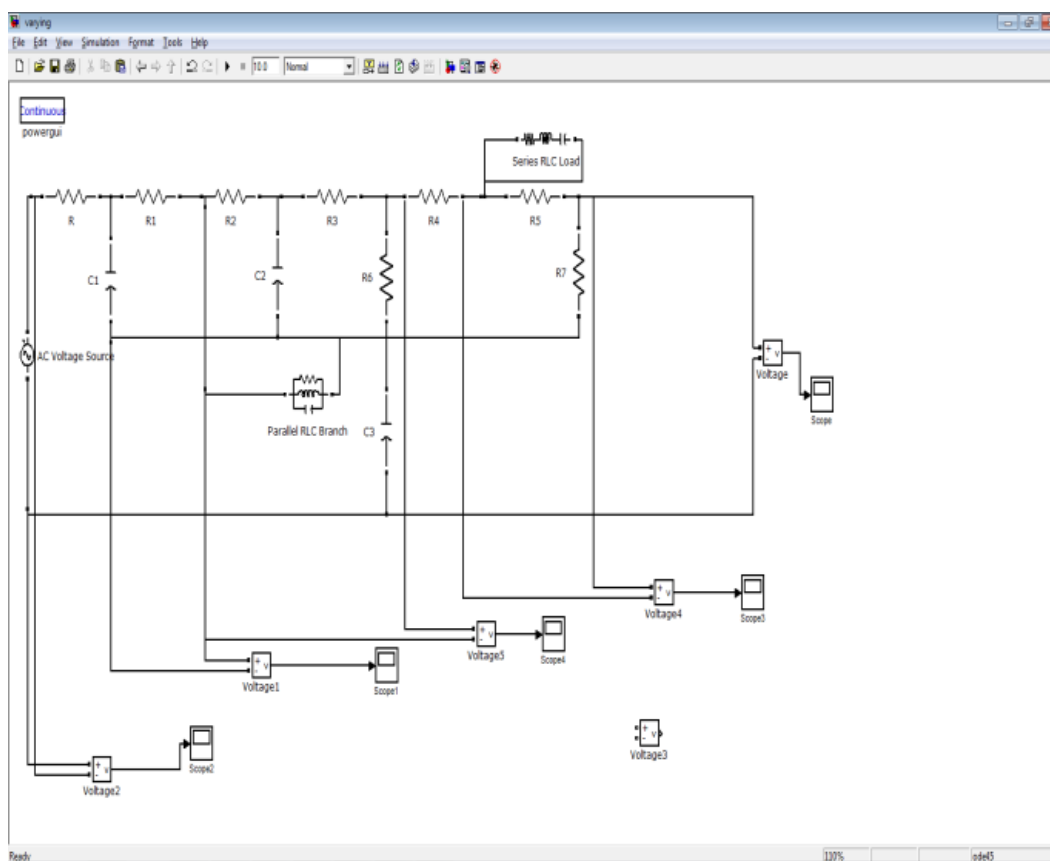 varying
File Edit View Simulation Format Tools Help
10.0 Normal
Continuous
powergui
Series RLC Load
R R1 R2 R3 R4 R5
C1 C2 R6 R7
AC Voltage Source
+ - v
Voltage
Scope
Parallel RLC Branch C3
+ - v
Voltage4
Scope3
+ - v
Voltage5
Scope4
+ - v
Voltage1
Scope1
+ - v
Voltage3
Scope2
+ - v
Voltage2
Ready 110% ode45